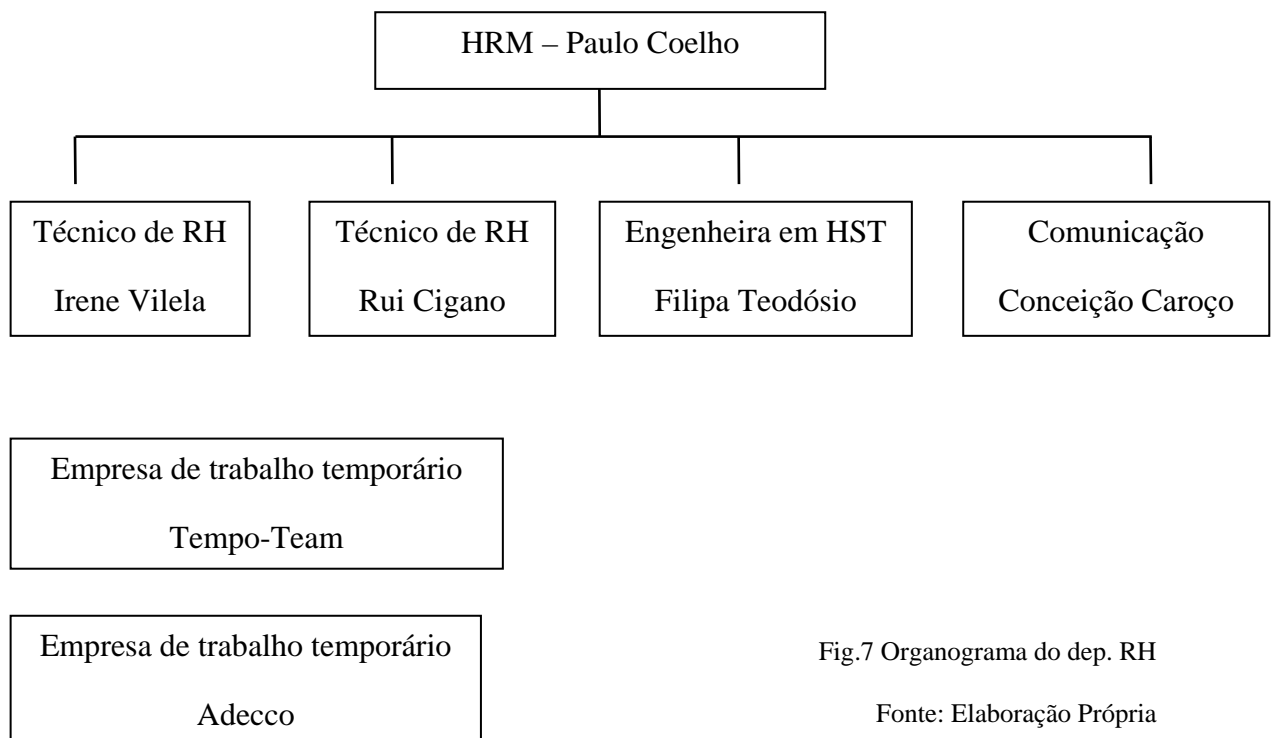 HRM – Paulo Coelho
Técnico de RH
Irene Vilela
Técnico de RH
Rui Cigano
Engenheira em HST
Filipa Teodósio
Comunicação
Conceição Caroço
Empresa de trabalho temporário
Tempo-Team
Empresa de trabalho temporário
Adecco
Fig.7 Organograma do dep. RH
Fonte: Elaboração Própria